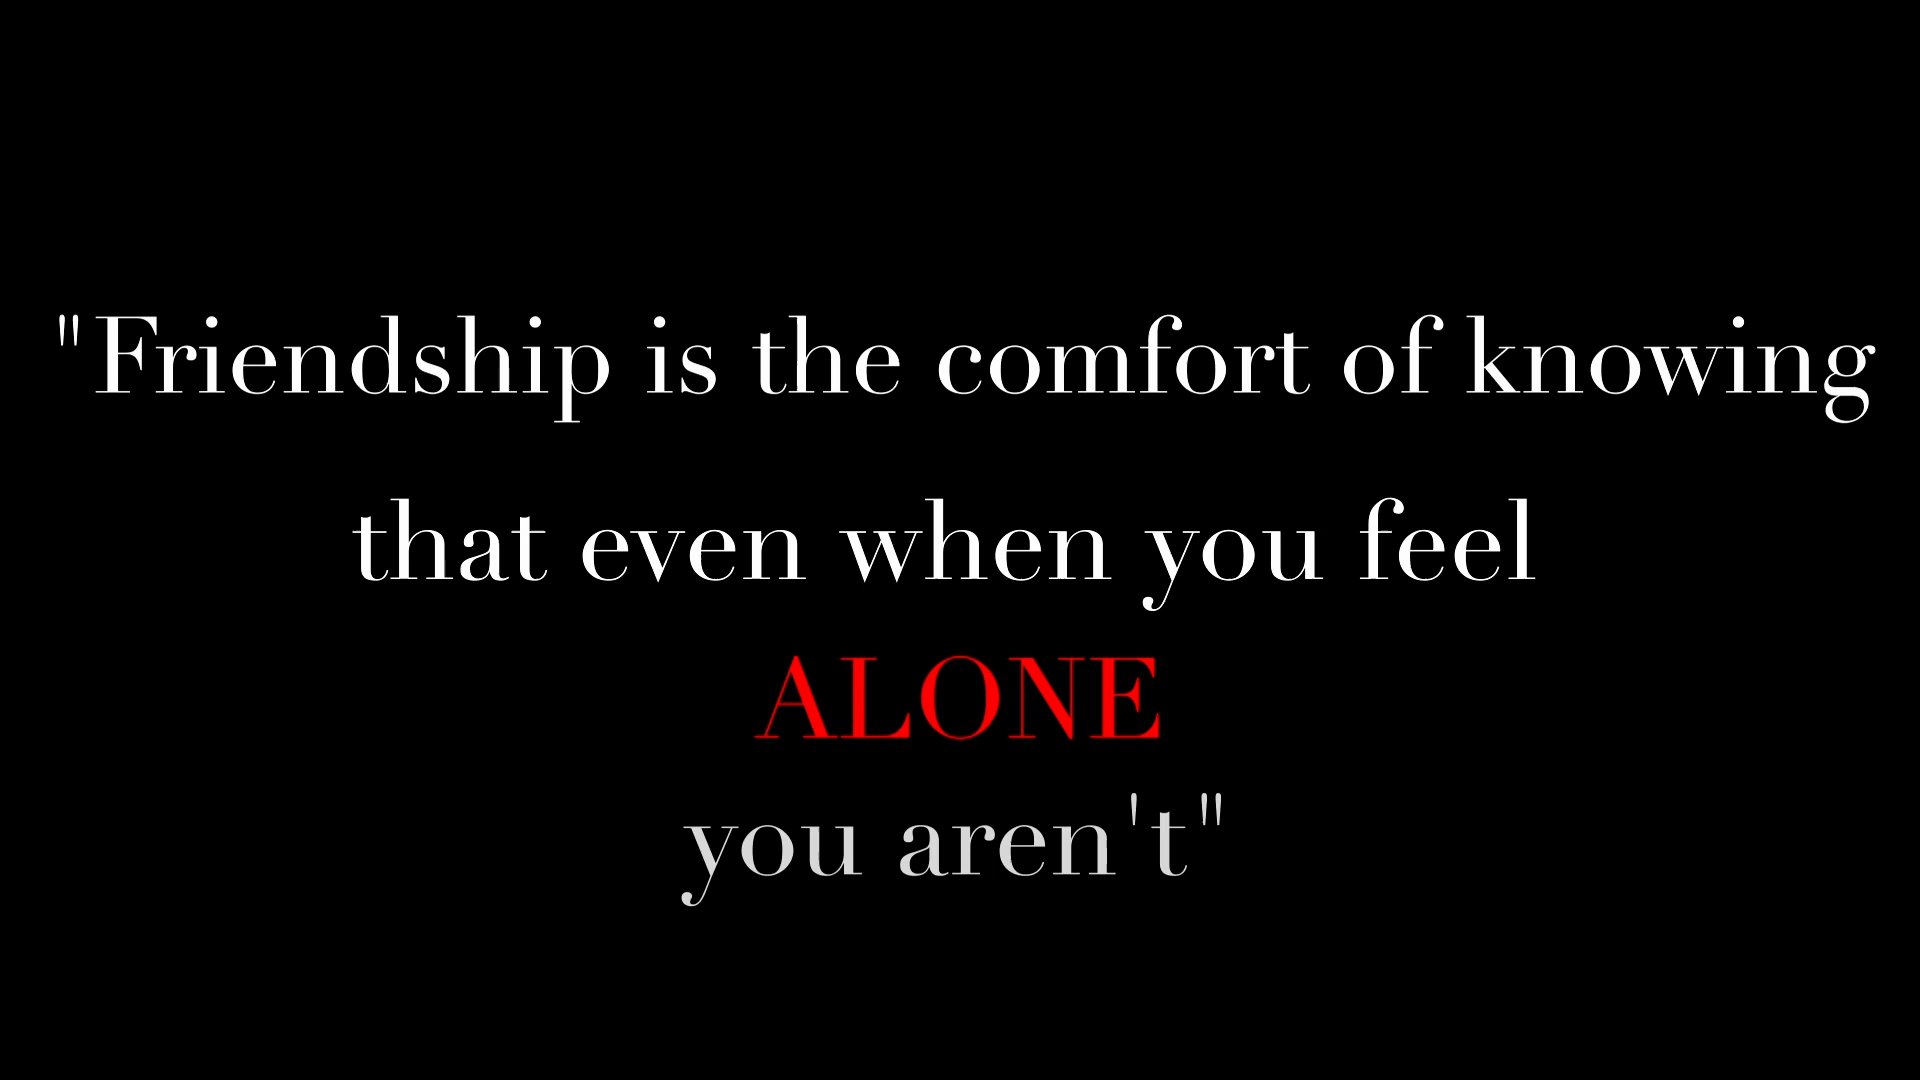 "Friendship is the comfort of knowing
that even when you feel
ALONE
you aren't"